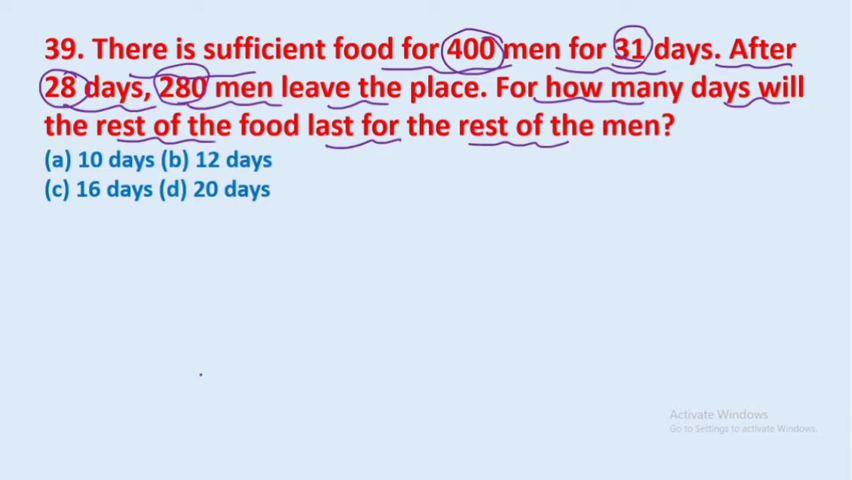 39. There is sufficient food for 400 men for 31 days. After
28 days, 280 men leave the place. For how many days will
the rest of the food last for the rest of the men?
(a) 10 days (b) 12 days
(c) 16 days (d) 20 days
Activate Windows
Go to Settings to activate Windows.